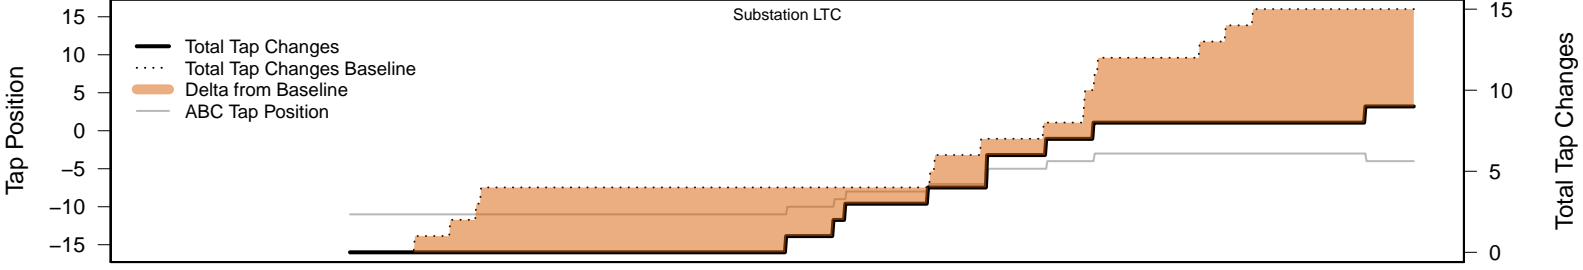 Substation LTC
Total Tap Changes
Total Tap Changes Baseline
Delta from Baseline
ABC Tap Position
Tap Position
15
10
5
0
−5
−10
−15
Total Tap Changes
15
10
5
0